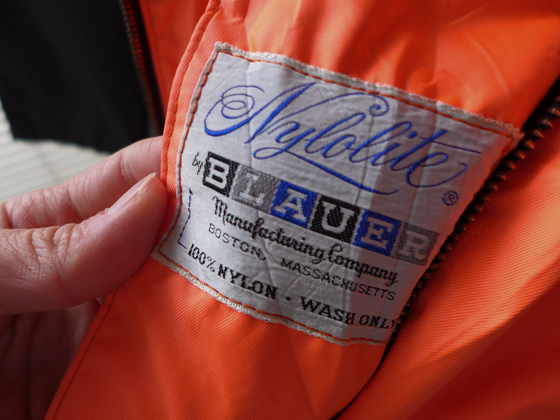 Nylolite ®
by BLAUER
Manufacturing Company
BOSTON, MASSACHUSETTS
100% NYLON · WASH ONLY